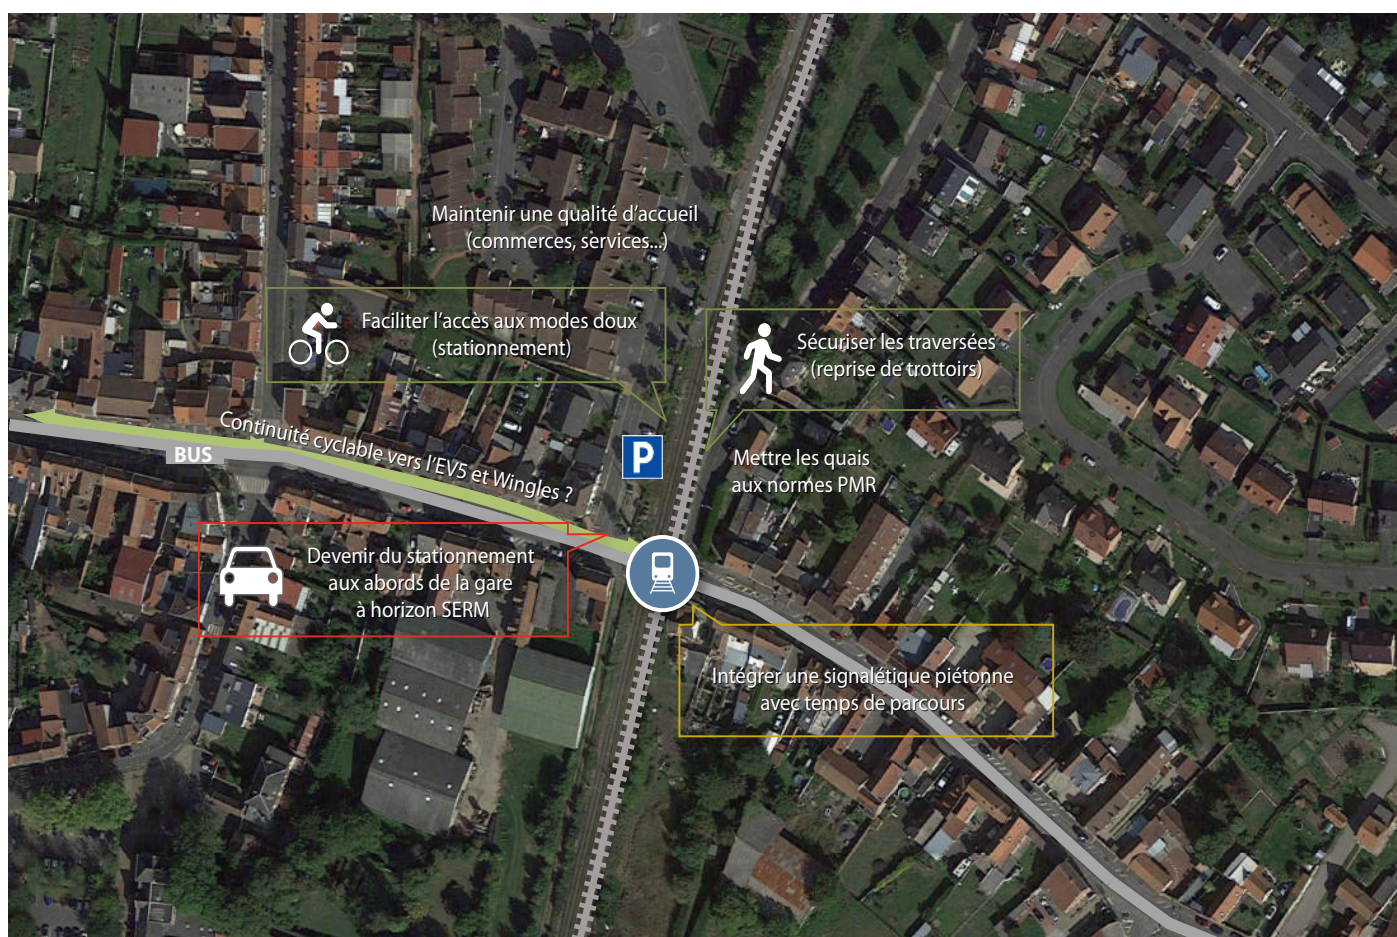 Maintenir une qualité d'accueil
(commerces, services...)
Faciliter l'accès aux modes doux
(stationnement)
Sécuriser les traversées
(reprise de trottoirs)
Continuité cyclable vers l'EV5 et Wingles ?
BUS
P
Mettre les quais
aux normes PMR
Devenir du stationnement
aux abords de la gare
à horizon SERM
Intégrer une signalétique piétonne
avec temps de parcours